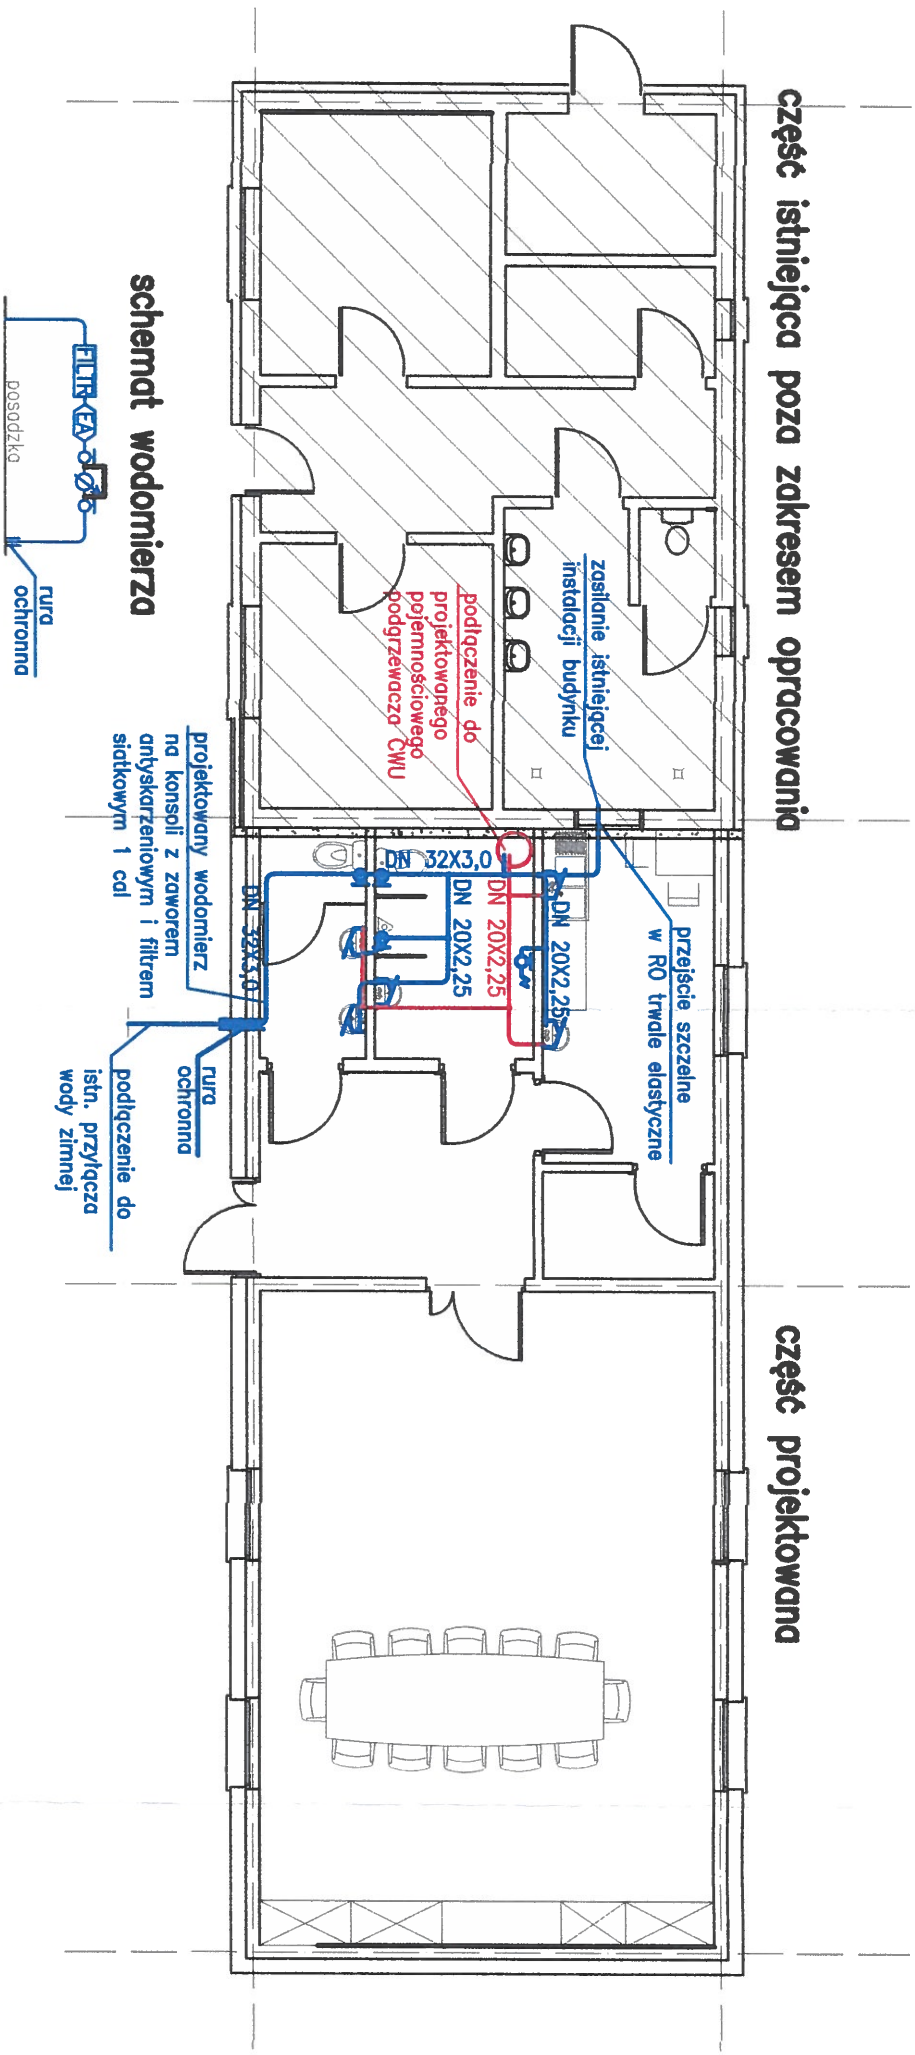 część istniejąca poza zakresem opracowania
część projektowana
schemat wodomierza
FILTR
EA
posadzka
rura
ochronna
zasilanie istniejącej
instalacji budynku
podłączenie do
projektowanego
pojemnościowego
podgrzewacza CWU
przejście szczelne
w RO trwale elastyczne
DN 32X3,0
DN 20X2,25
DN 20X2,25
DN 20X2,25
DN 32X3,0
projektowany wodomierz
na konsoli z zaworem
antyskarzeniowym i filtrem
siatkowym 1 cal
rura
ochronna
podłączenie do
istn. przyłącza
wody zimnej